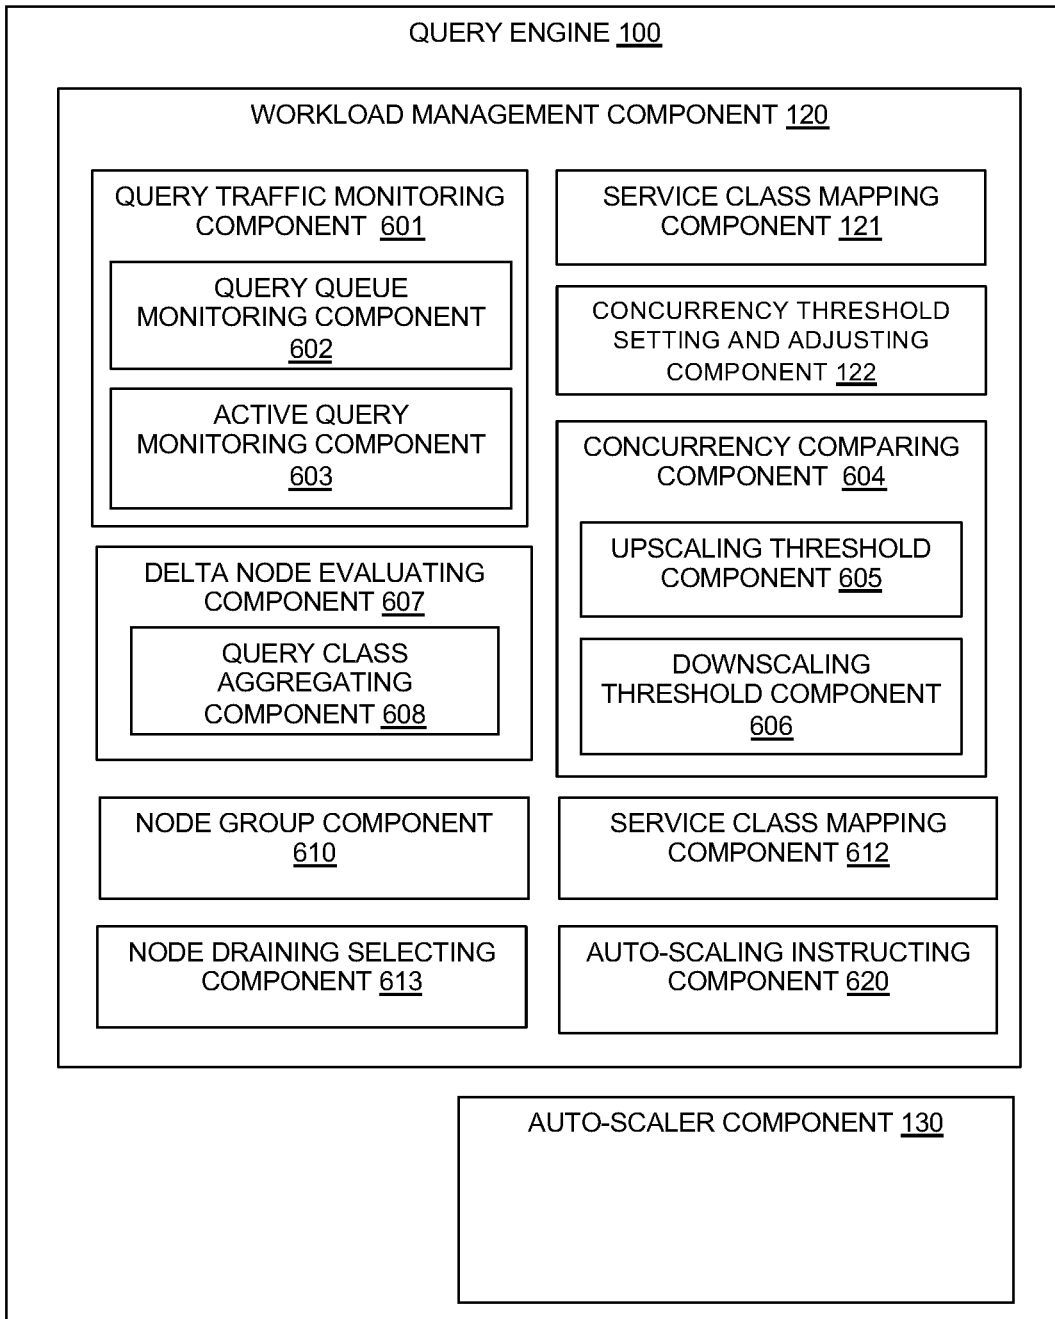 QUERY ENGINE 100
WORKLOAD MANAGEMENT COMPONENT 120
QUERY TRAFFIC MONITORING
COMPONENT 601
QUERY QUEUE
MONITORING COMPONENT
602
ACTIVE QUERY
MONITORING COMPONENT
603
DELTA NODE EVALUATING
COMPONENT 607
QUERY CLASS
AGGREGATING
COMPONENT 608
NODE GROUP COMPONENT
610
NODE DRAINING SELECTING
COMPONENT 613
SERVICE CLASS MAPPING
COMPONENT 121
CONCURRENCY THRESHOLD
SETTING AND ADJUSTING
COMPONENT 122
CONCURRENCY COMPARING
COMPONENT 604
UPSCALING THRESHOLD
COMPONENT 605
DOWNSCALING
THRESHOLD COMPONENT
606
SERVICE CLASS MAPPING
COMPONENT 612
AUTO-SCALING INSTRUCTING
COMPONENT 620
AUTO-SCALER COMPONENT 130